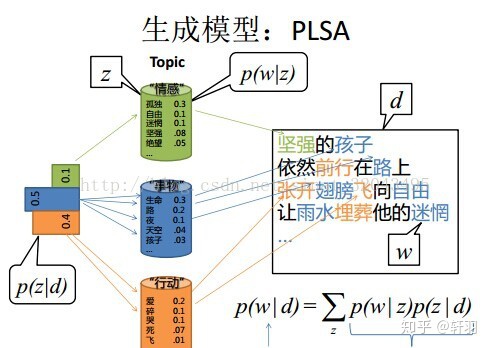 生成模型：PLSA
Topic
z
p(w|z)
"情感"
孤独 0.3
自由 0.1
迷惘 0.1
坚强 .08
绝望 .05
...
d
坚强的孩子
依然前行在路上
张开翅膀飞向自由
让雨水埋葬他的迷惘
...
w
0.1
0.5
0.4
p(z|d)
"事物"
生命 0.3
路 0.2
夜 0.1
天空 .04
孩子 .03
...
"行动"
爱 0.2
碎 0.1
哭 0.1
死 .07
飞 .01
p(w|d)=∑p(w|z)p(z|d)
z
知乎 @轩羽